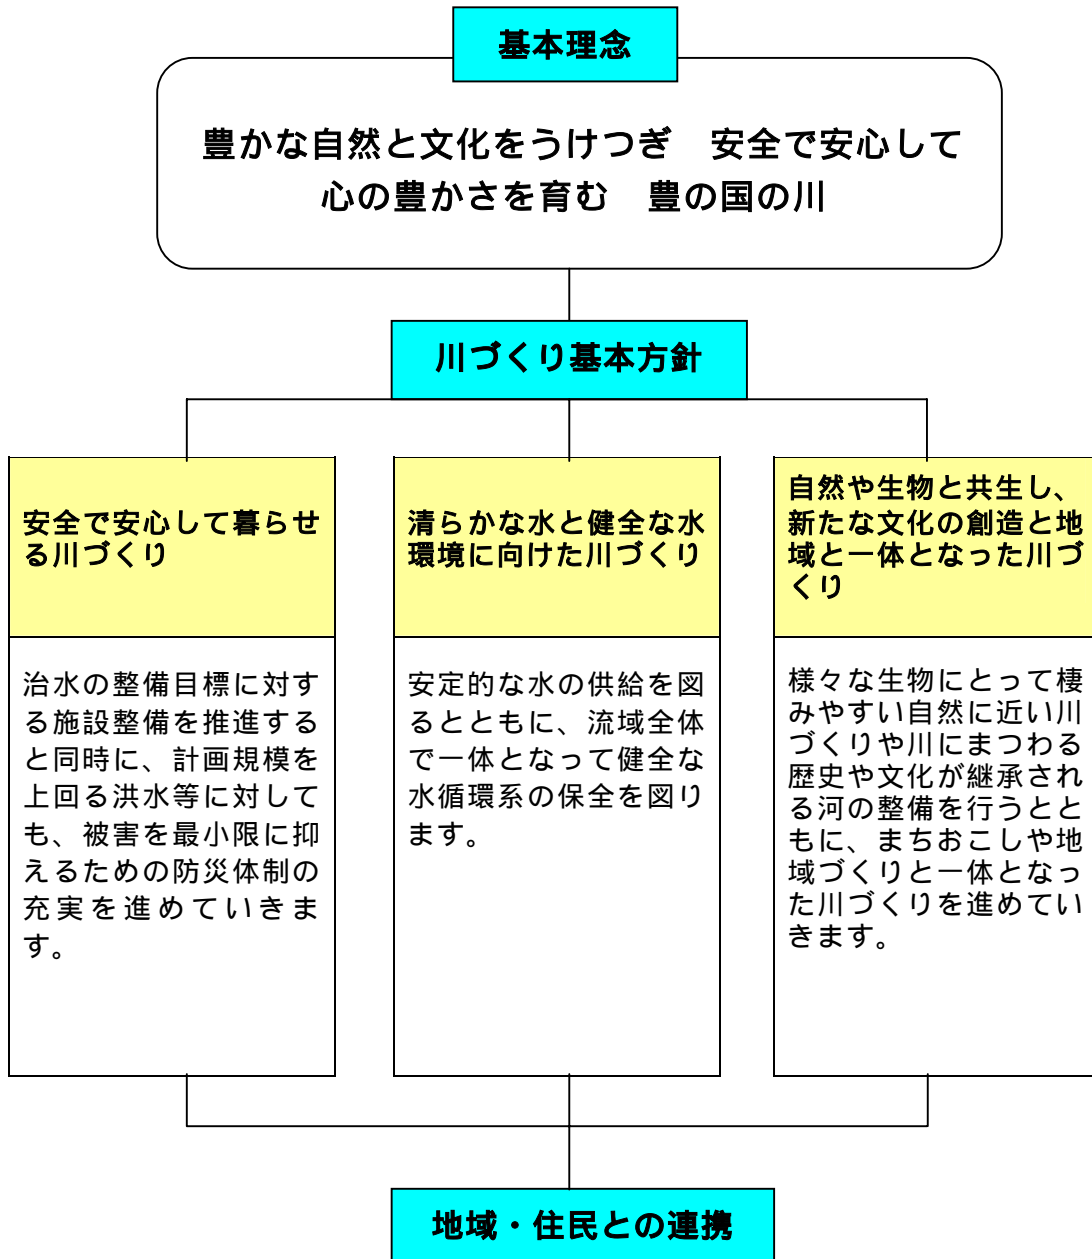 基本理念
豊かな自然と文化をうけつぎ　安全で安心して
心の豊かさを育む　豊の国の川
川づくり基本方針
安全で安心して暮らせ
る川づくり
治水の整備目標に対す
る施設整備を推進する
と同時に、計画規模を
上回る洪水等に対して
も、被害を最小限に抑
えるための防災体制の
充実を進めていきま
す。
清らかな水と健全な水
環境に向けた川づくり
安定的な水の供給を図
るとともに、流域全体
で一体となって健全な
水循環系の保全を図り
ます。
自然や生物と共生し、
新たな文化の創造と地
域と一体となった川づ
くり
様々な生物にとって棲
みやすい自然に近い川
づくりや川にまつわる
歴史や文化が継承され
る河の整備を行うとと
もに、まちおこしや地
域づくりと一体となっ
た川づくりを進めてい
きます。
地域・住民との連携